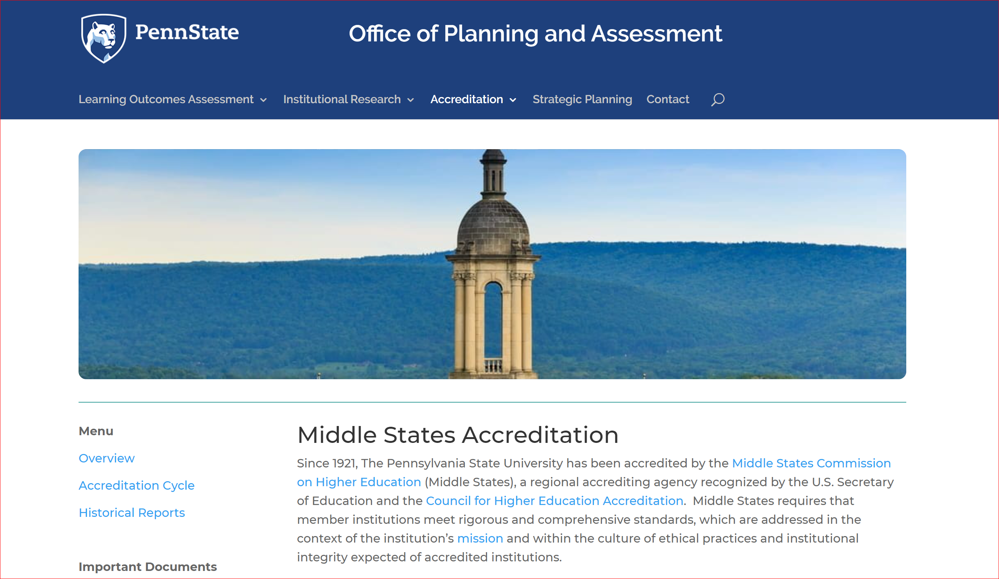 PennState
Office of Planning and Assessment
Learning Outcomes Assessment
Institutional Research
Accreditation
Strategic Planning
Contact
Menu
Overview
Accreditation Cycle
Historical Reports
Important Documents
Middle States Accreditation
Since 1921, The Pennsylvania State University has been accredited by the Middle States Commission
on Higher Education (Middle States), a regional accrediting agency recognized by the U.S. Secretary
of Education and the Council for Higher Education Accreditation.  Middle States requires that
member institutions meet rigorous and comprehensive standards, which are addressed in the
context of the institution’s mission and within the culture of ethical practices and institutional
integrity expected of accredited institutions.